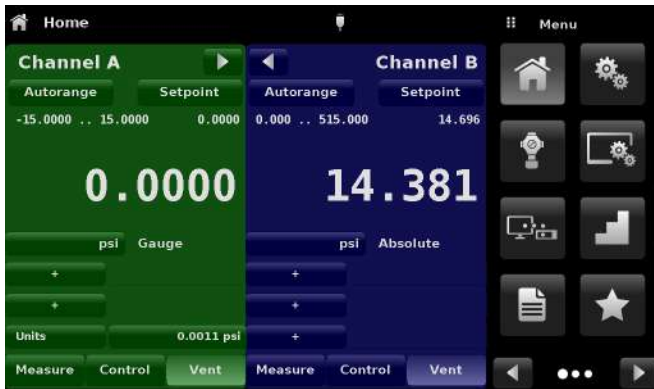 Home
Menu
Channel A
Channel B
Autorange Setpoint
Autorange Setpoint
-15.0000 .. 15.0000 0.0000
0.000 .. 515.000 14.696
0.0000
14.381
psi Gauge
psi Absolute
+
+
+
+
Units 0.0011 psi
+
Measure Control Vent
Measure Control Vent